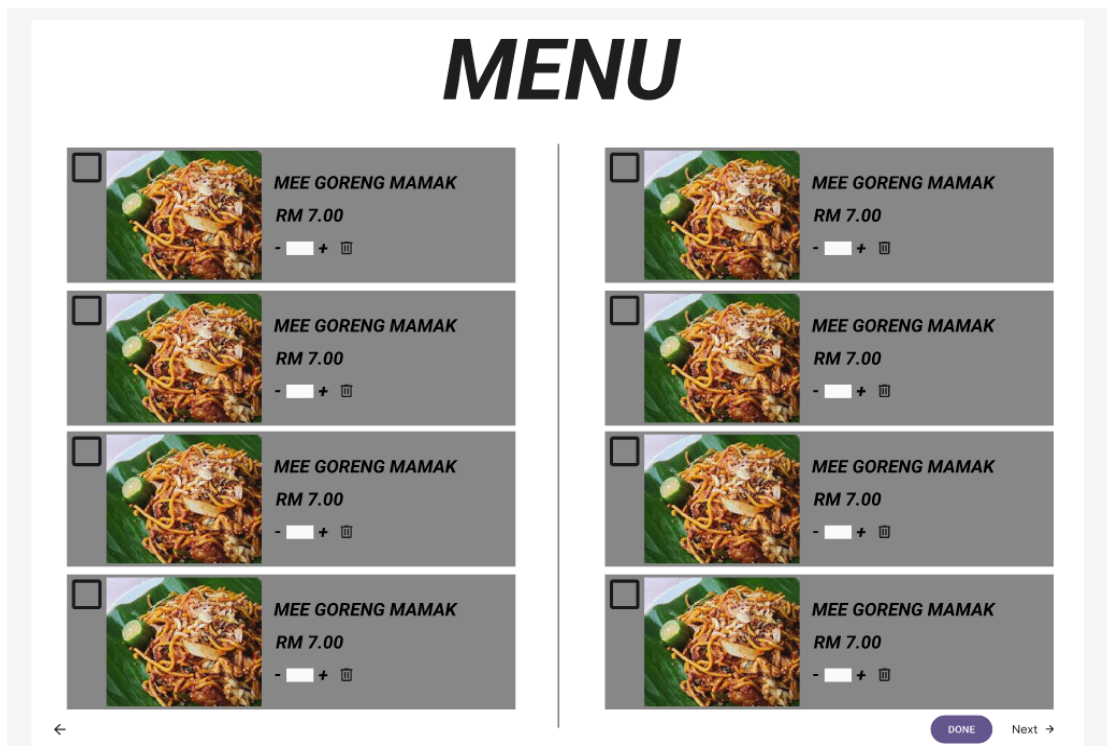 MENU
MEE GORENG MAMAK
RM 7.00
- +
MEE GORENG MAMAK
RM 7.00
- +
MEE GORENG MAMAK
RM 7.00
- +
MEE GORENG MAMAK
RM 7.00
- +
MEE GORENG MAMAK
RM 7.00
- +
MEE GORENG MAMAK
RM 7.00
- +
MEE GORENG MAMAK
RM 7.00
- +
MEE GORENG MAMAK
RM 7.00
- +
DONE Next